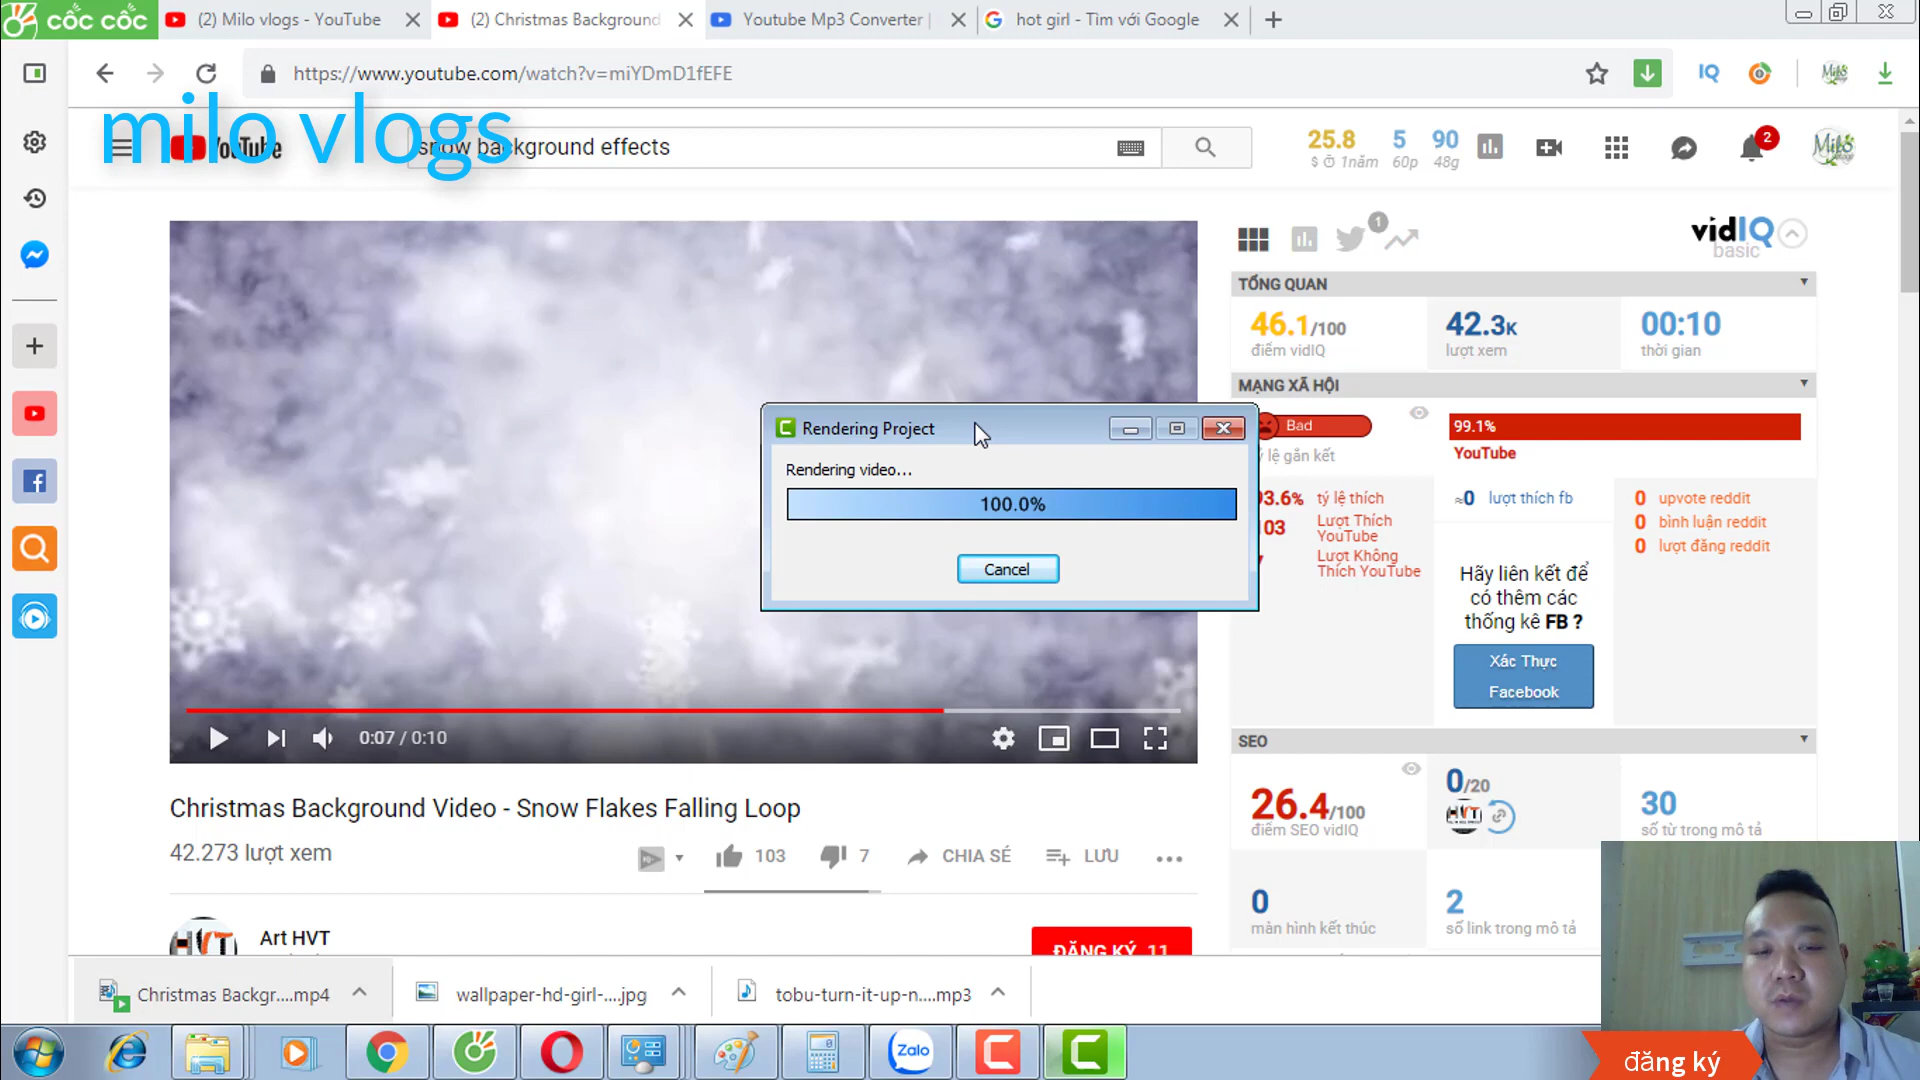 cốc cốc
(2) Milo vlogs - YouTube
(2) Christmas Background
Youtube Mp3 Converter |
hot girl - Tìm với Google
https://www.youtube.com/watch?v=miYDmD1fEFE
IQ
milo vlogs
YouTube
snow background effects
25.8
$ 1năm
5
60p
90
48g
2
Milo
1
vidIQ
basic
TỔNG QUAN
46.1/100
điểm vidIQ
42.3K
lượt xem
00:10
thời gian
MẠNG XÃ HỘI
Bad
lệ gắn kết
99.1%
YouTube
93.6% tỷ lệ thích
103 Lượt Thích
YouTube
Lượt Không
Thích YouTube
≈0 lượt thích fb
0 upvote reddit
0 bình luận reddit
0 lượt đăng reddit
Hãy liên kết để
có thêm các
thống kê FB ?
Xác Thực
Facebook
Rendering Project
Rendering video...
100.0%
Cancel
0:07 / 0:10
SEO
26.4/100
điểm SEO vidIQ
0/20
HVT
30
số từ trong mô tả
0
màn hình kết thúc
2
số link trong mô tả
Christmas Background Video - Snow Flakes Falling Loop
42.273 lượt xem
103
7
CHIA SẺ
LƯU
HVT
Art HVT
ĐĂNG KÝ 11
Christmas Backgr....mp4
wallpaper-hd-girl-....jpg
tobu-turn-it-up-n....mp3
Zalo
đăng ký